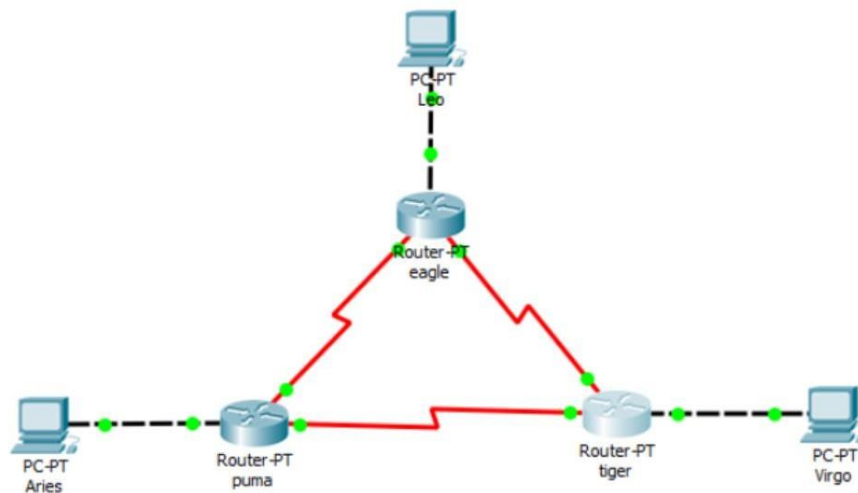 PC-PT
Leo
Router-PT
eagle
Router-PT
puma
Router-PT
tiger
PC-PT
Aries
PC-PT
Virgo